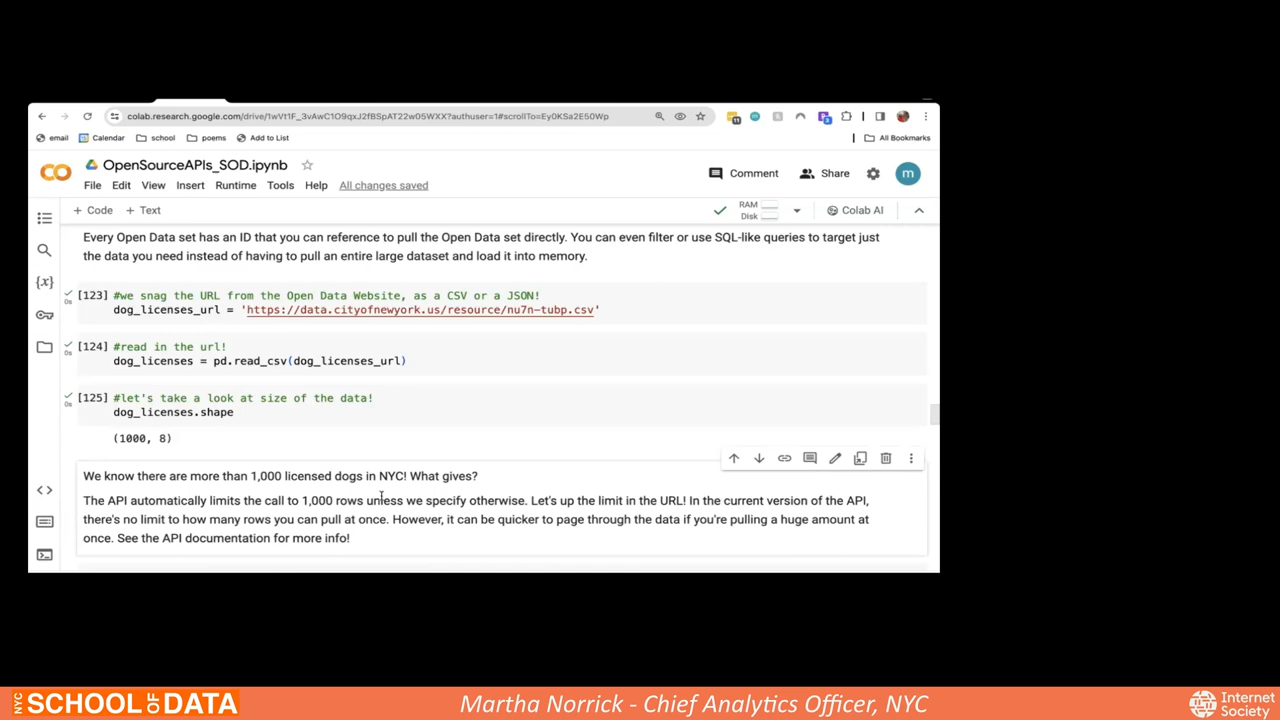 colab.research.google.com/drive/1wVt1F_3vAwC1O9qxJ2fBSpAT22w05WXX?authuser=1#scrollTo=Ey0KSa2E50Wp
email Calendar school poems Add to List All Bookmarks
OpenSourceAPIs_SOD.ipynb
File Edit View Insert Runtime Tools Help All changes saved
Comment Share m
+ Code + Text
RAM
Disk
Colab AI
Every Open Data set has an ID that you can reference to pull the Open Data set directly. You can even filter or use SQL-like queries to target just
the data you need instead of having to pull an entire large dataset and load it into memory.
[123] #we snag the URL from the Open Data Website, as a CSV or a JSON!
dog_licenses_url = 'https://data.cityofnewyork.us/resource/nu7n-tubp.csv'
[124] #read in the url!
dog_licenses = pd.read_csv(dog_licenses_url)
[125] #let's take a look at size of the data!
dog_licenses.shape
(1000, 8)
We know there are more than 1,000 licensed dogs in NYC! What gives?
The API automatically limits the call to 1,000 rows unless we specify otherwise. Let's up the limit in the URL! In the current version of the API,
there's no limit to how many rows you can pull at once. However, it can be quicker to page through the data if you're pulling a huge amount at
once. See the API documentation for more info!
NYC SCHOOL OF DATA
Martha Norrick - Chief Analytics Officer, NYC
Internet
Society